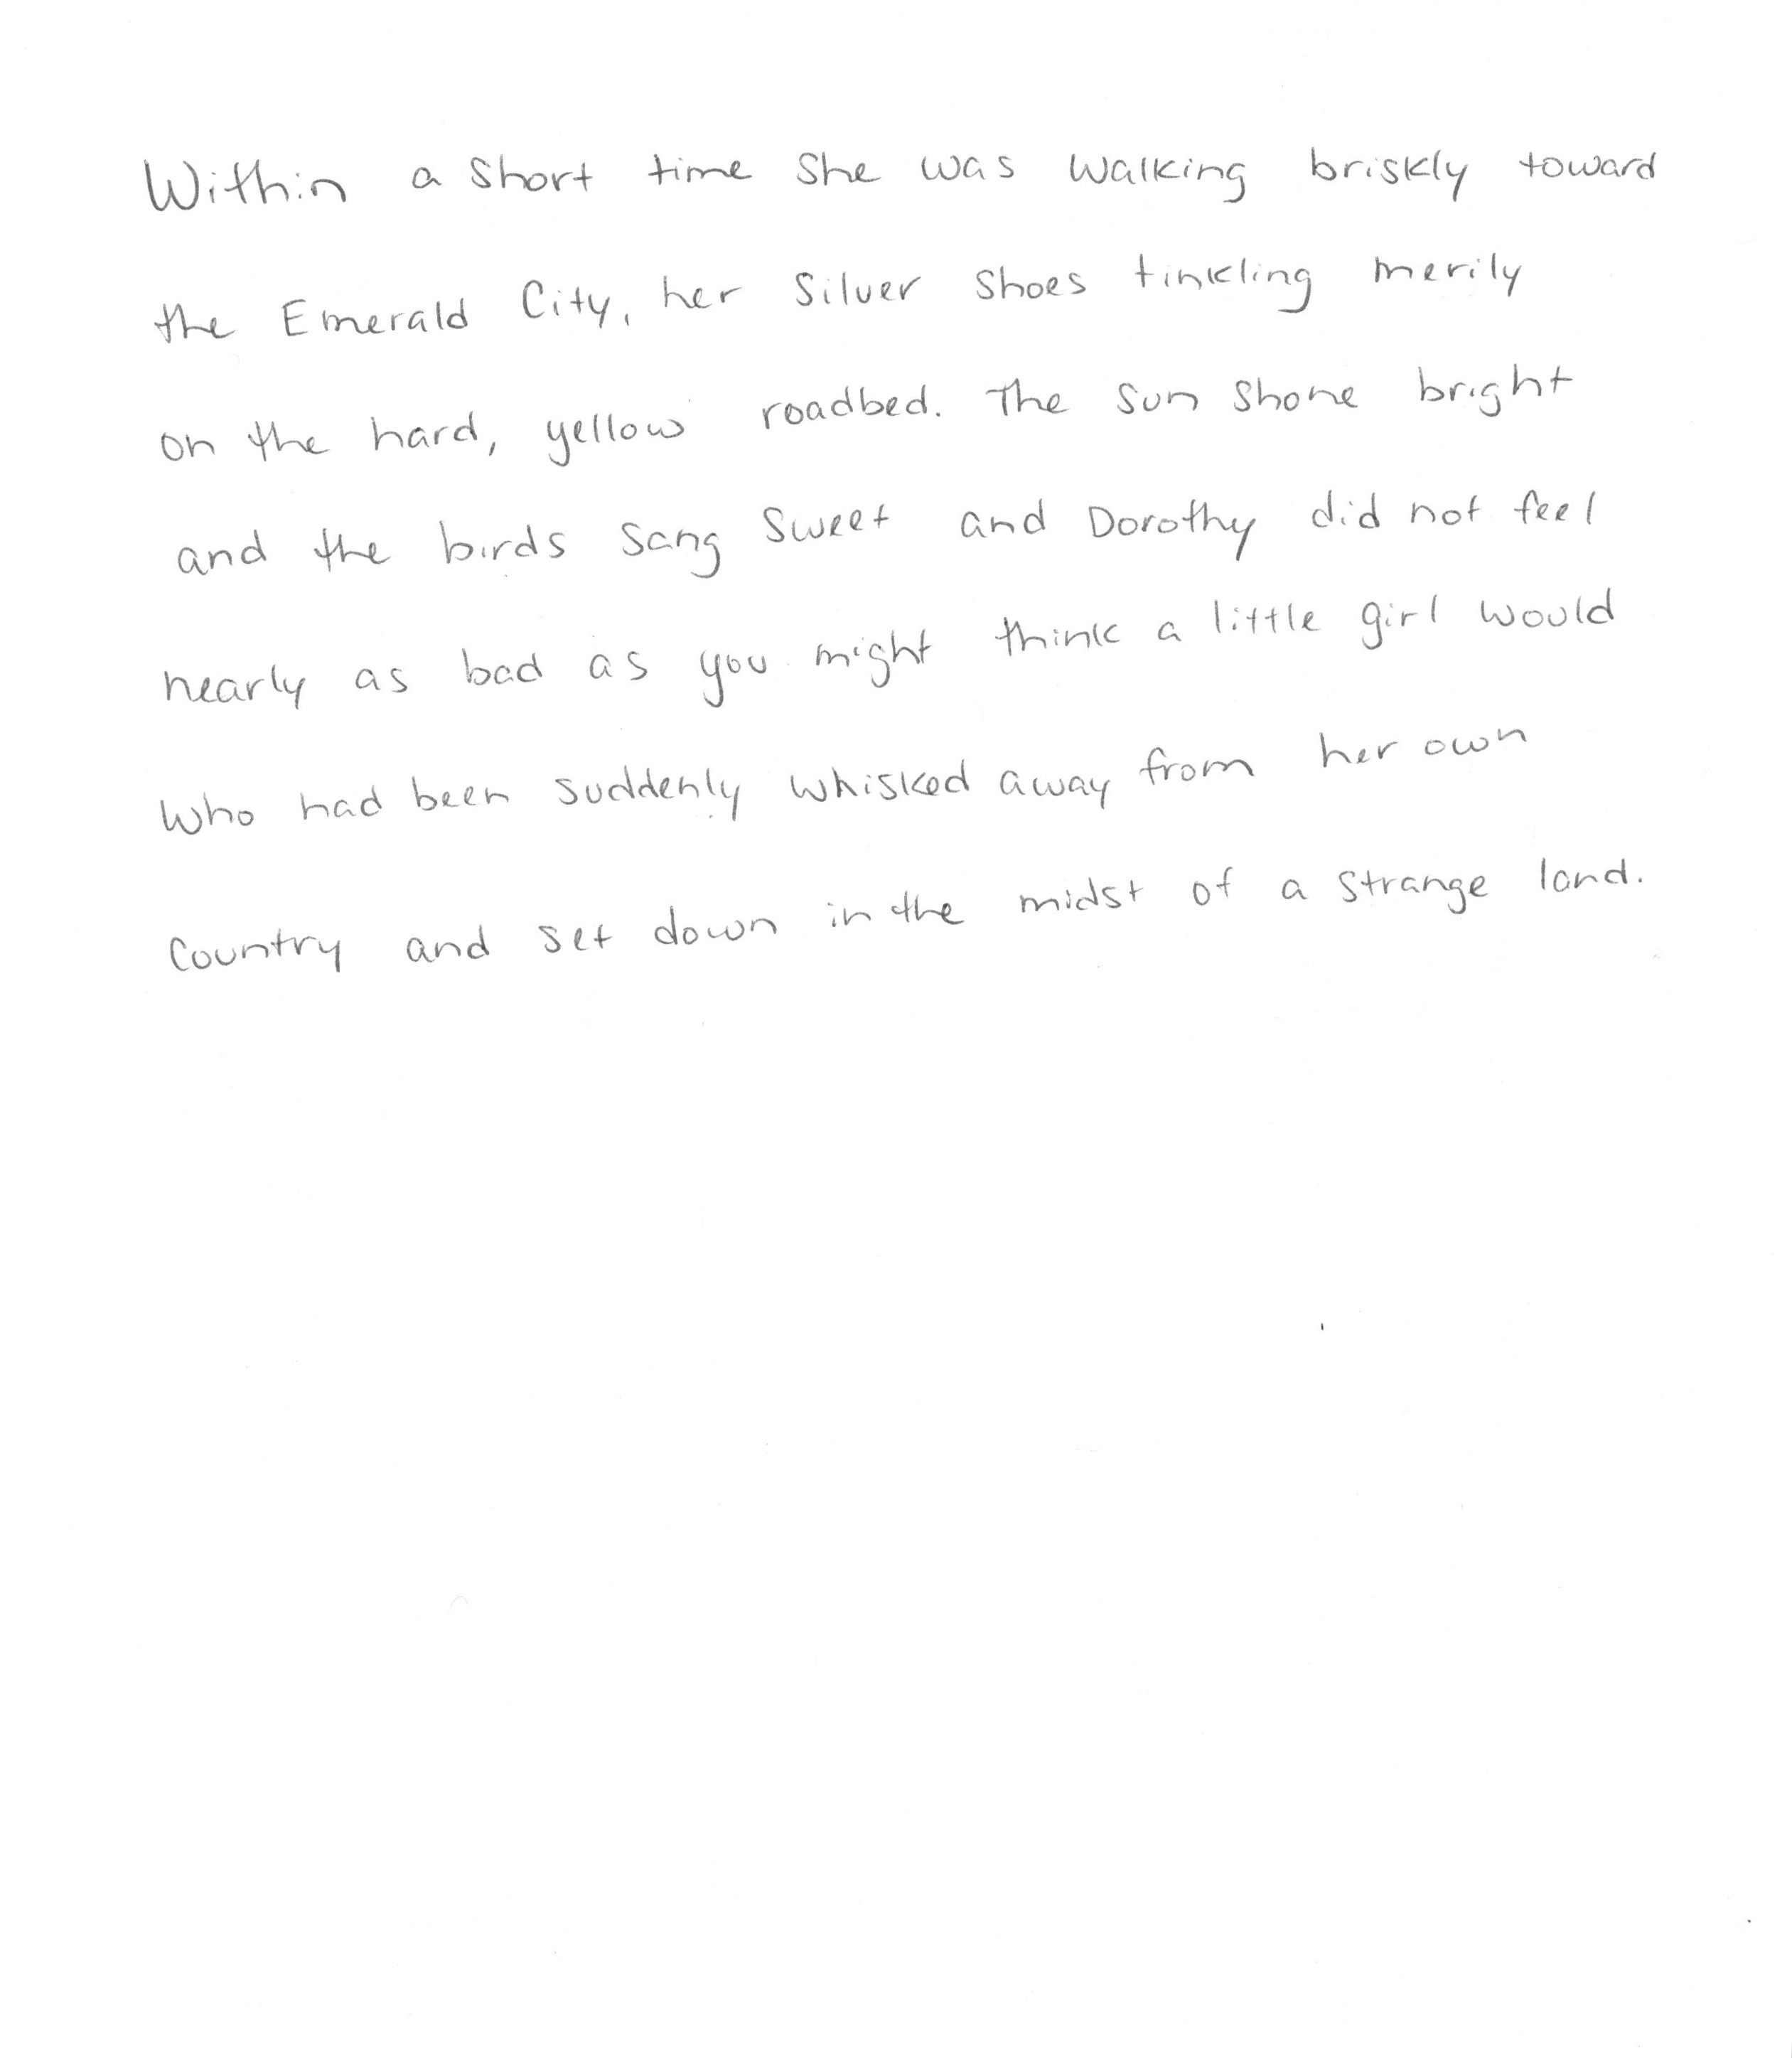 Within a short time she was walking briskly toward
the Emerald City, her Silver Shoes tinkling merily
on the hard, yellow roadbed. The sun shone bright
and the birds sang sweet and Dorothy did not feel
nearly as bad as you might think a little girl would
who had been suddenly whisked away from her own
country and set down in the midst of a strange land.